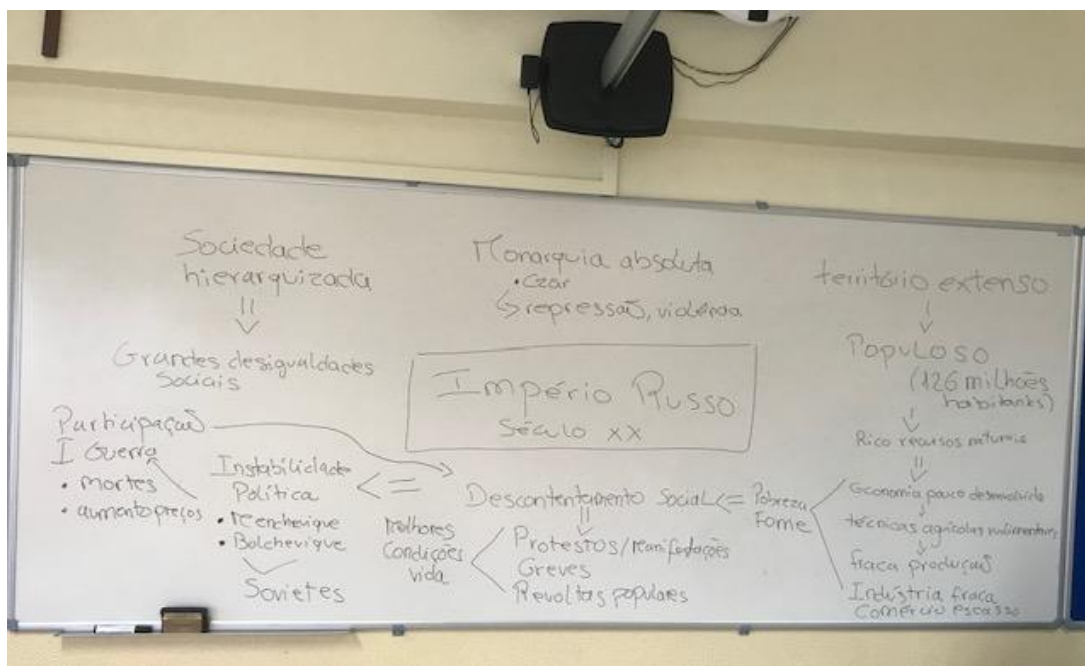 Sociedade
hierarquizada
Grandes desigualdades
Sociais
Monarquia absoluta
• Czar
repressão, violência
território extenso
Populoso
(126 milhões
habitantes)
Rico recursos naturais
Economia pouco desenvolvida
técnicas agrícolas rudimentares
fraca produção
Indústria fraca
Comércio escasso
Império Russo
Século XX
Participação
I Guerra
• mortes
• aumento preços
Instabilidade
Política
• Menchevique
• Bolchevique
Sovietes
<=
Descontentamento Social <= Pobreza
Fome
Melhores
Condições
vida
Protestos/manifestações
Greves
Revoltas populares